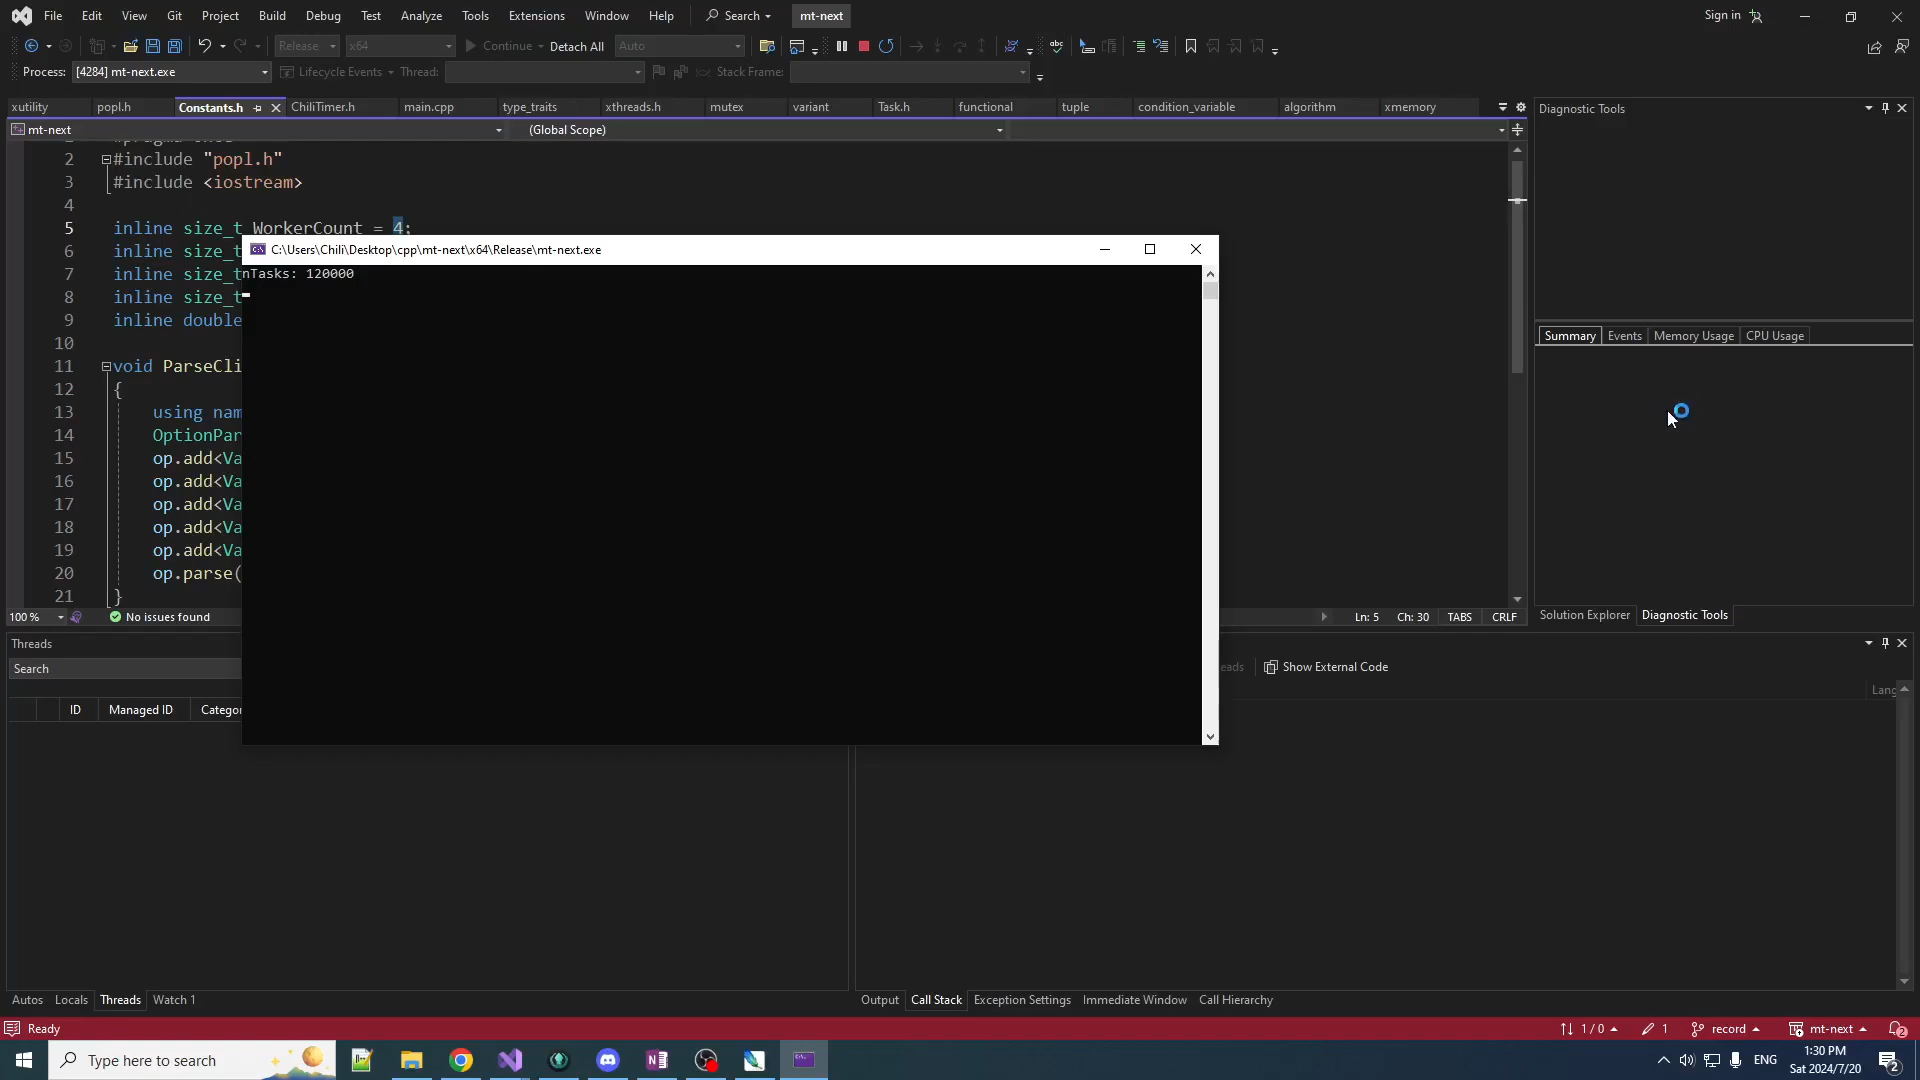 File Edit View Git Project Build Debug Test Analyze Tools Extensions Window Help Search mt-next Sign in
Release x64 Continue Detach All Auto
Process: [4284] mt-next.exe Lifecycle Events Thread: Stack Frame:
xutility popl.h Constants.h ChiliTimer.h main.cpp type_traits xthreads.h mutex variant Task.h functional tuple condition_variable algorithm xmemory
mt-next (Global Scope)
2 #include "popl.h"
3 #include <iostream>
4
5 inline size_t WorkerCount = 4;
6 inline size_t
7 inline size_t
8 inline size_t
9 inline double
10
11 void ParseCli
12 {
13 using nam
14 OptionPar
15 op.add<Va
16 op.add<Va
17 op.add<Va
18 op.add<Va
19 op.add<Va
20 op.parse(
21 }
100 % No issues found Ln: 5 Ch: 30 TABS CRLF
C:\Users\Chili\Desktop\cpp\mt-next\x64\Release\mt-next.exe
nTasks: 120000
Diagnostic Tools
Summary Events Memory Usage CPU Usage
Solution Explorer Diagnostic Tools
Threads
Search
ID Managed ID Categor
eads Show External Code
Lang
Autos Locals Threads Watch 1
Output Call Stack Exception Settings Immediate Window Call Hierarchy
Ready 1 / 0 1 record mt-next 2
Type here to search
ENG 1:30 PM
Sat 2024/7/20 2